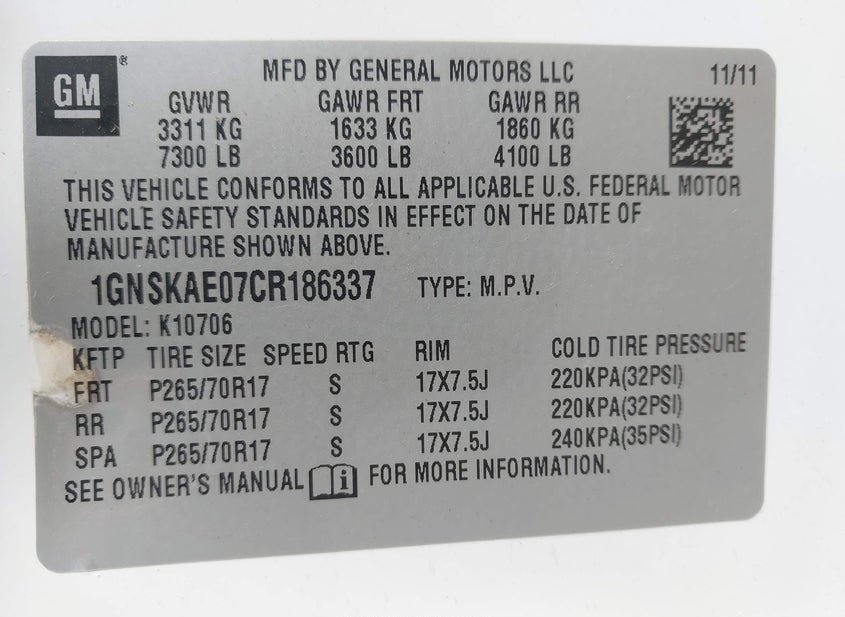 GM®
MFD BY GENERAL MOTORS LLC 11/11
GVWR GAWR FRT GAWR RR
3311 KG 1633 KG 1860 KG
7300 LB 3600 LB 4100 LB
THIS VEHICLE CONFORMS TO ALL APPLICABLE U.S. FEDERAL MOTOR
VEHICLE SAFETY STANDARDS IN EFFECT ON THE DATE OF
MANUFACTURE SHOWN ABOVE.
1GNSKAE07CR186337 TYPE: M.P.V.
MODEL: K10706
KFTP TIRE SIZE SPEED RTG RIM COLD TIRE PRESSURE
FRT P265/70R17 S 17X7.5J 220KPA(32PSI)
RR P265/70R17 S 17X7.5J 220KPA(32PSI)
SPA P265/70R17 S 17X7.5J 240KPA(35PSI)
SEE OWNER'S MANUAL i FOR MORE INFORMATION.